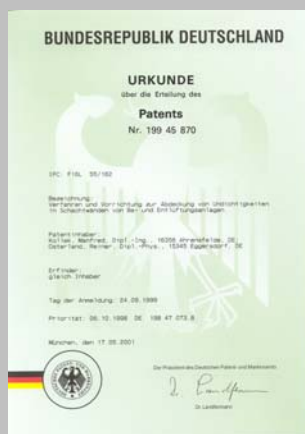 BUNDESREPUBLIK DEUTSCHLAND
URKUNDE
über die Erteilung des
Patents
Nr. 199 45 870
IPC: F16L 55/162
Bezeichnung:
Verfahren und Vorrichtung zur Abdeckung von Undichtigkeiten
in Schachtwänden von Be- und Entlüftungsanlagen.
Patentinhaber:
Manfred, Dipl.-Ing., 16356 Ahrensfelde, DE
Osterland, Reiner, Dipl.-Phys., 15345 Eggersdorf, DE
Erfinder:
gleich Inhaber
Tag der Anmeldung: 24.09.1999
Priorität: 06.10.1998 DE 198 47 073.8
München, den 17.05.2001
Der Präsident des Deutschen Patent- und Markenamts
Dr. Landfermann